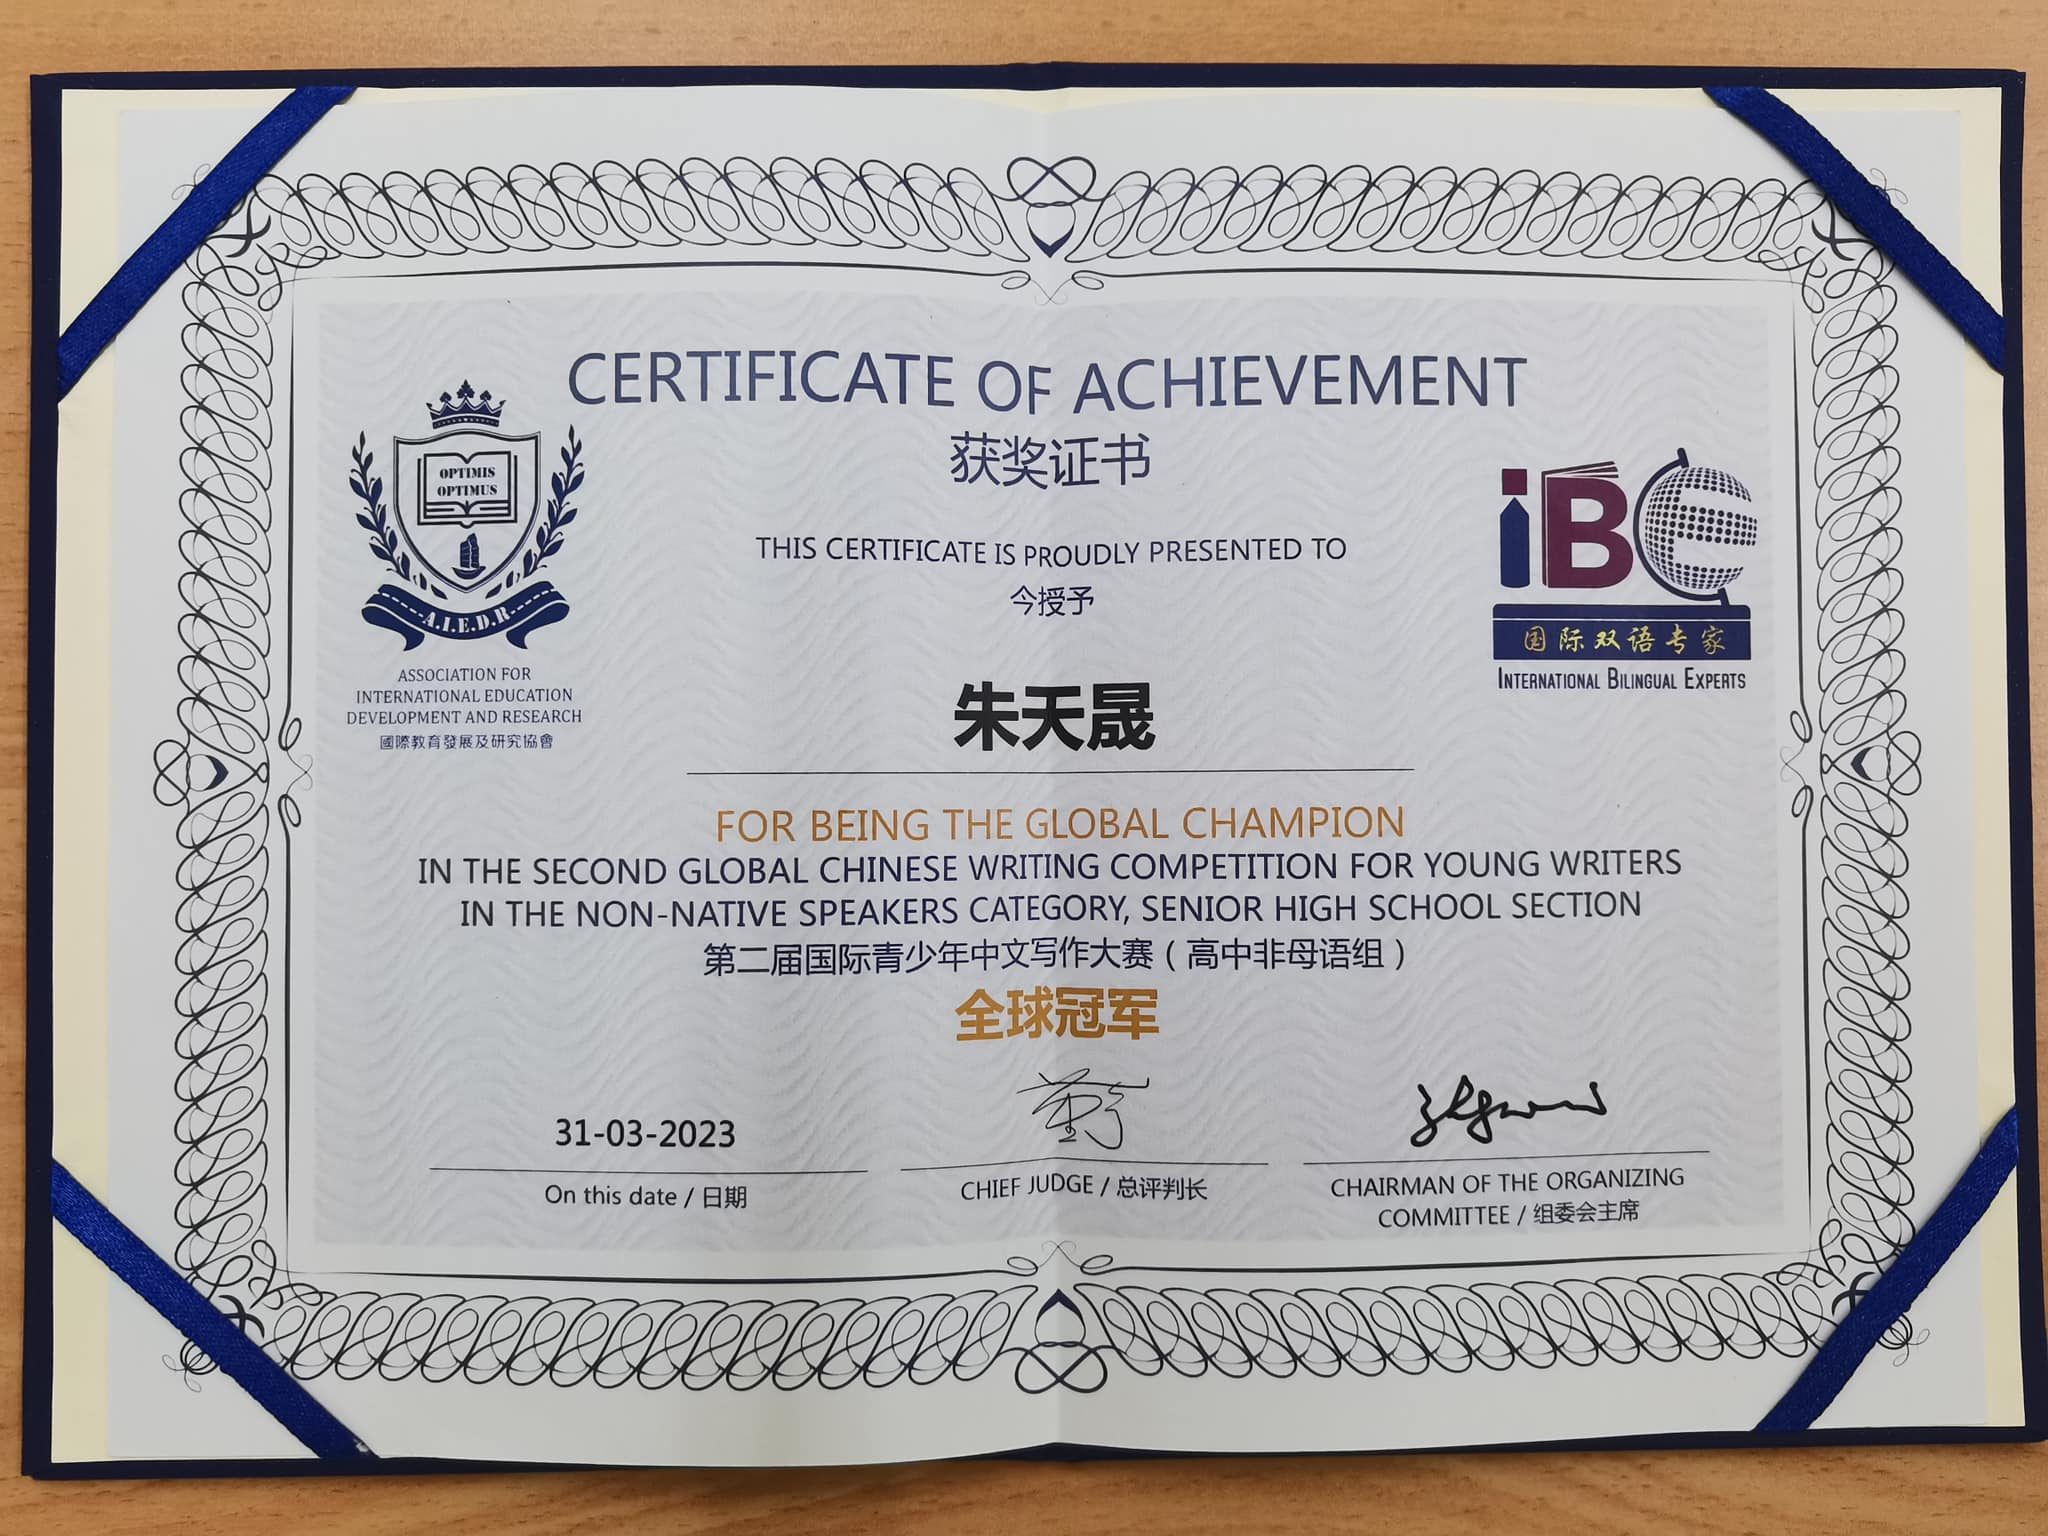 CERTIFICATE OF ACHIEVEMENT
获奖证书
OPTIMIS
OPTIMUS
A.I.E.D.R
ASSOCIATION FOR
INTERNATIONAL EDUCATION
DEVELOPMENT AND RESEARCH
國際教育發展及研究協會
iBE
国际双语专家
INTERNATIONAL BILINGUAL EXPERTS
THIS CERTIFICATE IS PROUDLY PRESENTED TO
今授予
朱天晟
FOR BEING THE GLOBAL CHAMPION
IN THE SECOND GLOBAL CHINESE WRITING COMPETITION FOR YOUNG WRITERS
IN THE NON-NATIVE SPEAKERS CATEGORY, SENIOR HIGH SCHOOL SECTION
第二届国际青少年中文写作大赛（高中非母语组）
全球冠军
31-03-2023
On this date / 日期
CHIEF JUDGE / 总评判长
CHAIRMAN OF THE ORGANIZING
COMMITTEE / 组委会主席